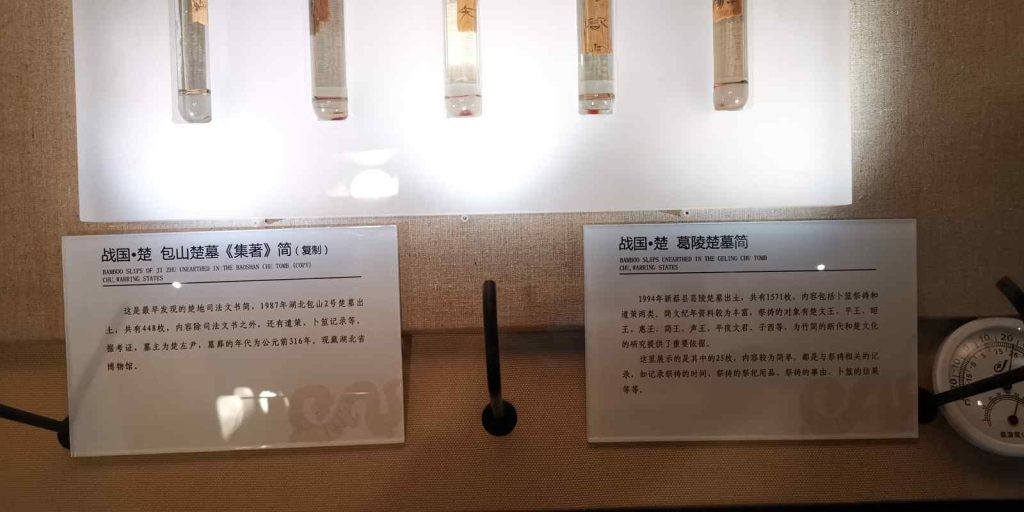 战国•楚 包山楚墓《集著》简（复制）
BAMBOO SLIPS OF JI ZHU UNEARTHED IN THE BAOSHAN CHU TOMB (COPY)
CHU,WARRING STATES
这是最早发现的楚地司法文书简，1987年湖北包山2号楚墓出
土，共有448枚，内容除司法文书之外，还有遣策、卜筮记录等，
据考证，墓主为楚左尹，墓葬的年代为公元前316年。现藏湖北省
博物馆。
战国•楚 葛陵楚墓简
BAMBOO SLIPS UNEARTHED IN THE GELING CHU TOMB
CHU,WARRING STATES
1994年新蔡县葛陵楚墓出土，共有1571枚，内容包括卜筮祭祷和
遣策两类。简文纪年资料较为丰富，祭祷的对象有楚文王、平王、昭
王、惠王、简王、声王、平夜文君、子西等，为竹简的断代和楚文化
的研究提供了重要依据。
这里展示的是其中的25枚，内容较为简单，都是与祭祷相关的记
录，如记录祭祷的时间、祭祷的祭祀用品、祭祷的事由、卜筮的结果
等等。